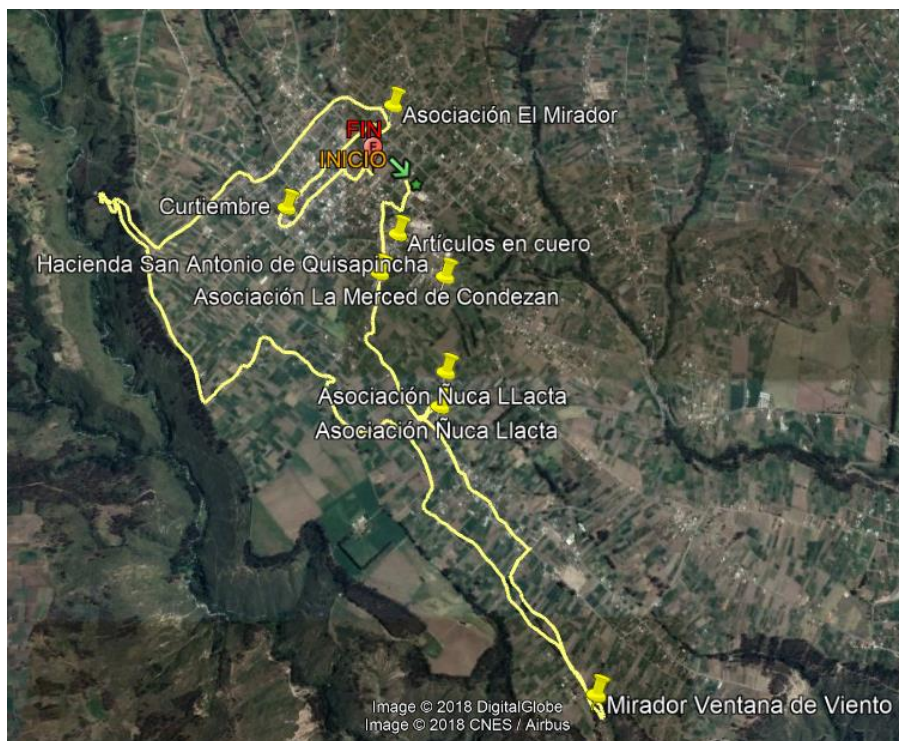 Asociación El Mirador
FIN
F
INICIO
Curtiembre
Artículos en cuero
Hacienda San Antonio de Quisapincha
Asociación La Merced de Condezan
Asociación Ñuca LLacta
Asociación Ñuca Llacta
Mirador Ventana de Viento
Image © 2018 DigitalGlobe
Image © 2018 CNES / Airbus